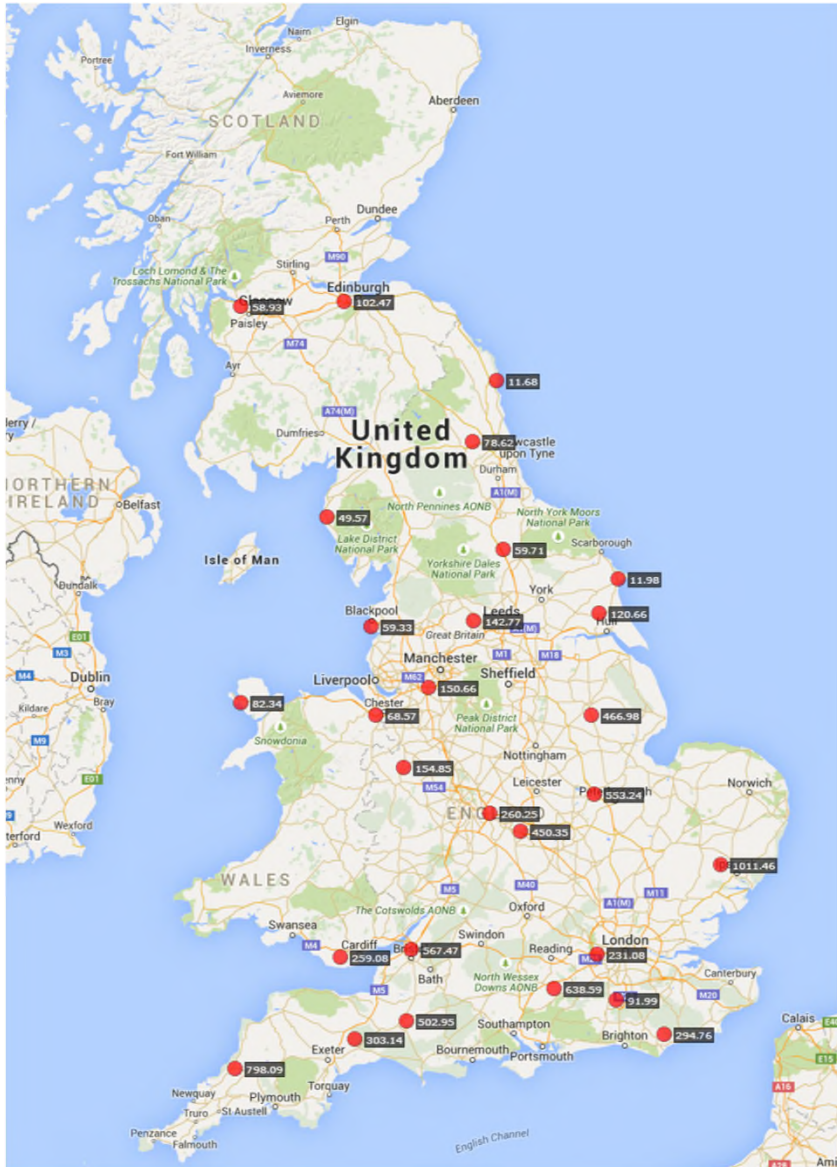 Elgin
Nairn
Inverness
Portree
Aviemore
Aberdeen
SCOTLAND
Fort William
Dundee
Oban
Perth
M90
Stirling
Loch Lomond & The
Trossachs National Park
Edinburgh
Glasgow
58.93
102.47
Paisley
M74
Ayr
11.68
A74(M)
United
Kingdom
Dumfries
78.62
upon Tyne
Durham
A1(M)
North Pennines AONB
Belfast
49.57
Lake District
National Park
North York Moors
National Park
Scarborough
59.71
Isle of Man
Yorkshire Dales
National Park
11.98
Dundalk
York
Blackpool
59.33
Leeds
142.77
120.66
Hull
Great Britain
E01
M3
M1
M18
Manchester
M4
Dublin
Liverpool
M62
Sheffield
150.66
82.34
Bray
Kildare
Chester
68.57
Peak District
National Park
466.98
Snowdonia
M9
Nottingham
154.85
E01
M54
Leicester
553.24
Norwich
Wexford
260.25
450.35
WALES
1011.46
M5
M40
M11
A1(M)
The Cotswolds AONB
Oxford
Swansea
M4
Cardiff
259.08
567.47
Swindon
Reading
London
231.08
Bath
North Wessex
Downs AONB
Canterbury
M5
638.59
91.99
M20
502.95
Southampton
Calais
303.14
Exeter
Bournemouth
Portsmouth
Brighton
294.76
E15
798.09
Torquay
A16
Newquay
Plymouth
Truro
St Austell
Penzance
Falmouth
English Channel